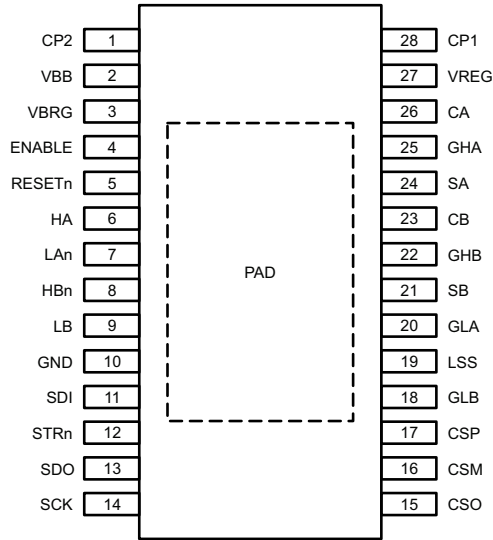 CP2 1 28 CP1
VBB 2 27 VREG
VBRG 3 26 CA
ENABLE 4 25 GHA
RESETn 5 24 SA
HA 6 23 CB
LAn 7 22 GHB
PAD
HBn 8 21 SB
LB 9 20 GLA
GND 10 19 LSS
SDI 11 18 GLB
STRn 12 17 CSP
SDO 13 16 CSM
SCK 14 15 CSO